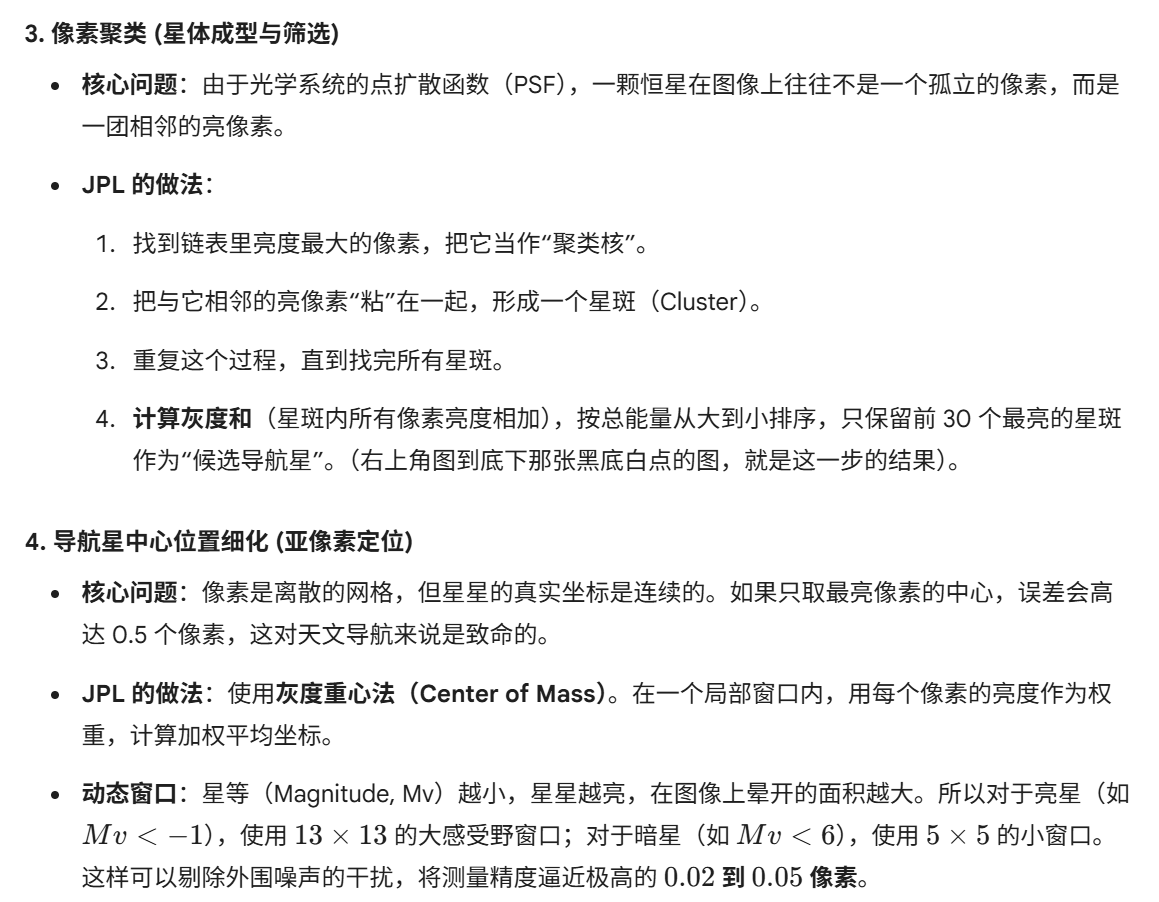 3. 像素聚类 (星体成型与筛选)
• 核心问题：由于光学系统的点扩散函数（PSF），一颗恒星在图像上往往不是一个孤立的像素，而是
一团相邻的亮像素。
• JPL 的做法：
1. 找到链表里亮度最大的像素，把它当作“聚类核”。
2. 把与它相邻的亮像素“粘”在一起，形成一个星斑（Cluster）。
3. 重复这个过程，直到找完所有星斑。
4. 计算灰度和（星斑内所有像素亮度相加），按总能量从大到小排序，只保留前 30 个最亮的星斑
作为“候选导航星”。（右上角图到底下那张黑底白点的图，就是这一步的结果）。
4. 导航星中心位置细化 (亚像素定位)
• 核心问题：像素是离散的网格，但星星的真实坐标是连续的。如果只取最亮像素的中心，误差会高
达 0.5 个像素，这对天文导航来说是致命的。
• JPL 的做法：使用灰度重心法（Center of Mass）。在一个局部窗口内，用每个像素的亮度作为权
重，计算加权平均坐标。
• 动态窗口：星等（Magnitude, Mv）越小，星星越亮，在图像上晕开的面积越大。所以对于亮星（如
Mv < −1），使用 13 × 13 的大感受野窗口；对于暗星（如 Mv < 6），使用 5 × 5 的小窗口。
这样可以剔除外围噪声的干扰，将测量精度逼近极高的 0.02 到 0.05 像素。